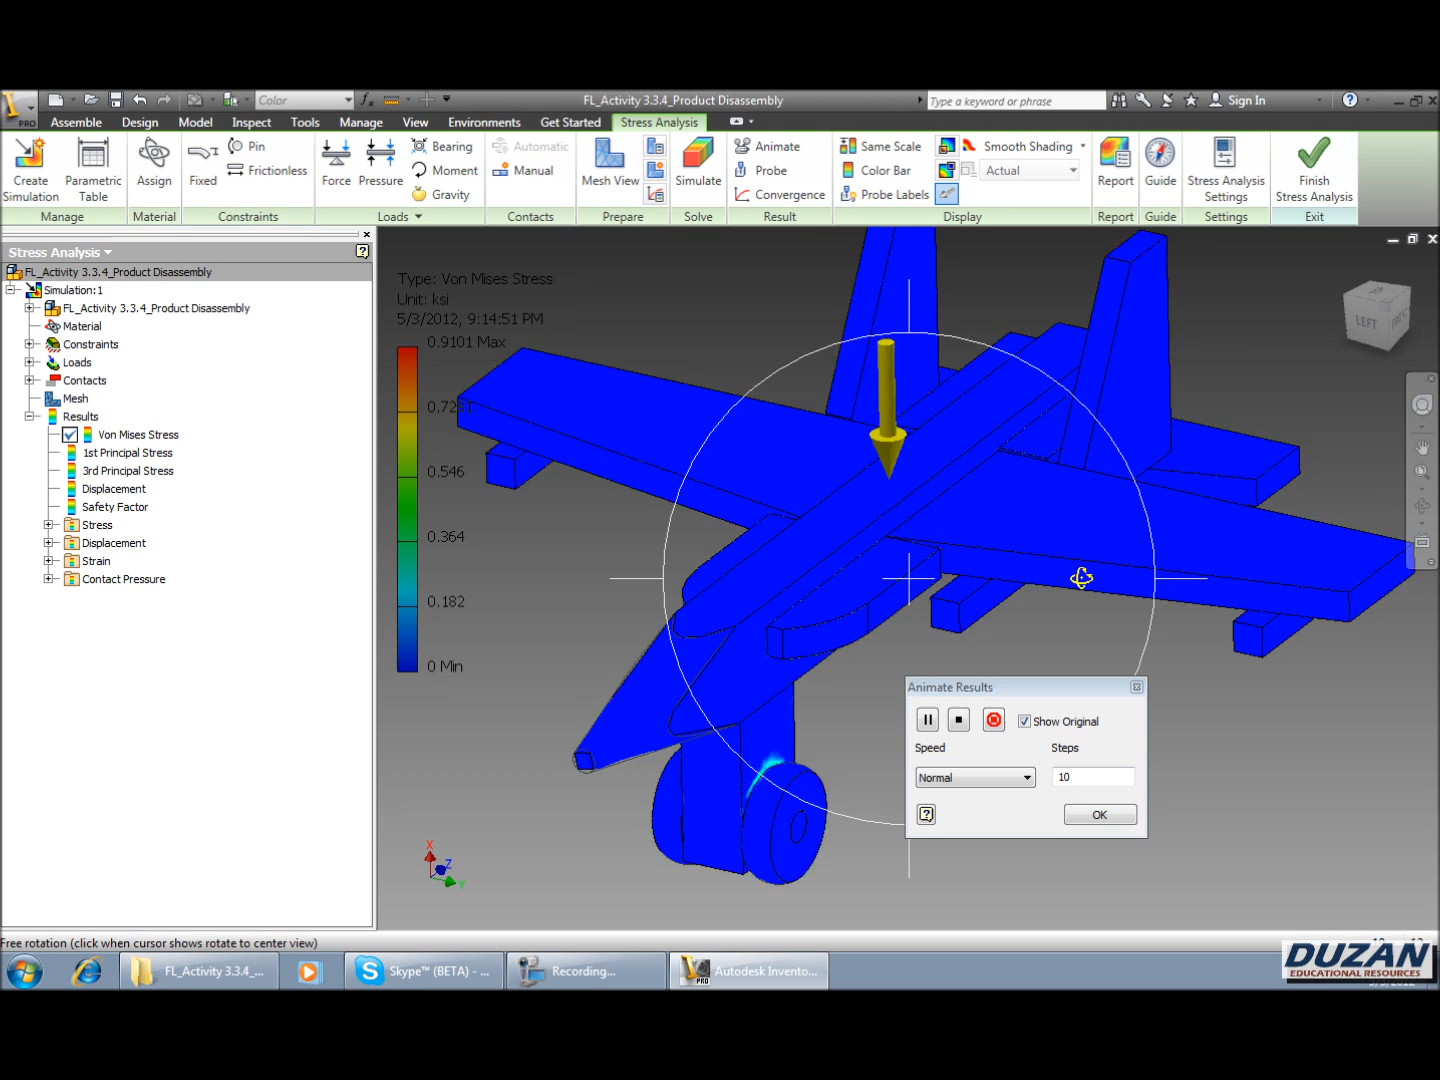 PRO
Color
FL_Activity 3.3.4_Product Disassembly
Type a keyword or phrase
Sign In
Assemble Design Model Inspect Tools Manage View Environments Get Started Stress Analysis
Create Simulation
Parametric Table
Assign
Fixed
Pin
Frictionless
Force
Pressure
Bearing
Moment
Gravity
Automatic
Manual
Mesh View
Simulate
Animate
Probe
Convergence
Same Scale
Color Bar
Probe Labels
Smooth Shading
Actual
Report
Guide
Stress Analysis Settings
Finish Stress Analysis
Manage Material Constraints Loads Contacts Prepare Solve Result Display Report Guide Settings Exit
Stress Analysis
FL_Activity 3.3.4_Product Disassembly
Simulation:1
FL_Activity 3.3.4_Product Disassembly
Material
Constraints
Loads
Contacts
Mesh
Results
Von Mises Stress
1st Principal Stress
3rd Principal Stress
Displacement
Safety Factor
Stress
Displacement
Strain
Contact Pressure
Type: Von Mises Stress
Unit: ksi
5/3/2012, 9:14:51 PM
0.9101 Max
0.546
0.364
0.182
0 Min
LEFT
X
Z
Y
Animate Results
Show Original
Speed
Steps
Normal
10
OK
Free rotation (click when cursor shows rotate to center view)
FL_Activity 3.3.4_...
Skype™ (BETA) - ...
Recording...
PRO
Autodesk Invento...
DUZAN
EDUCATIONAL RESOURCES